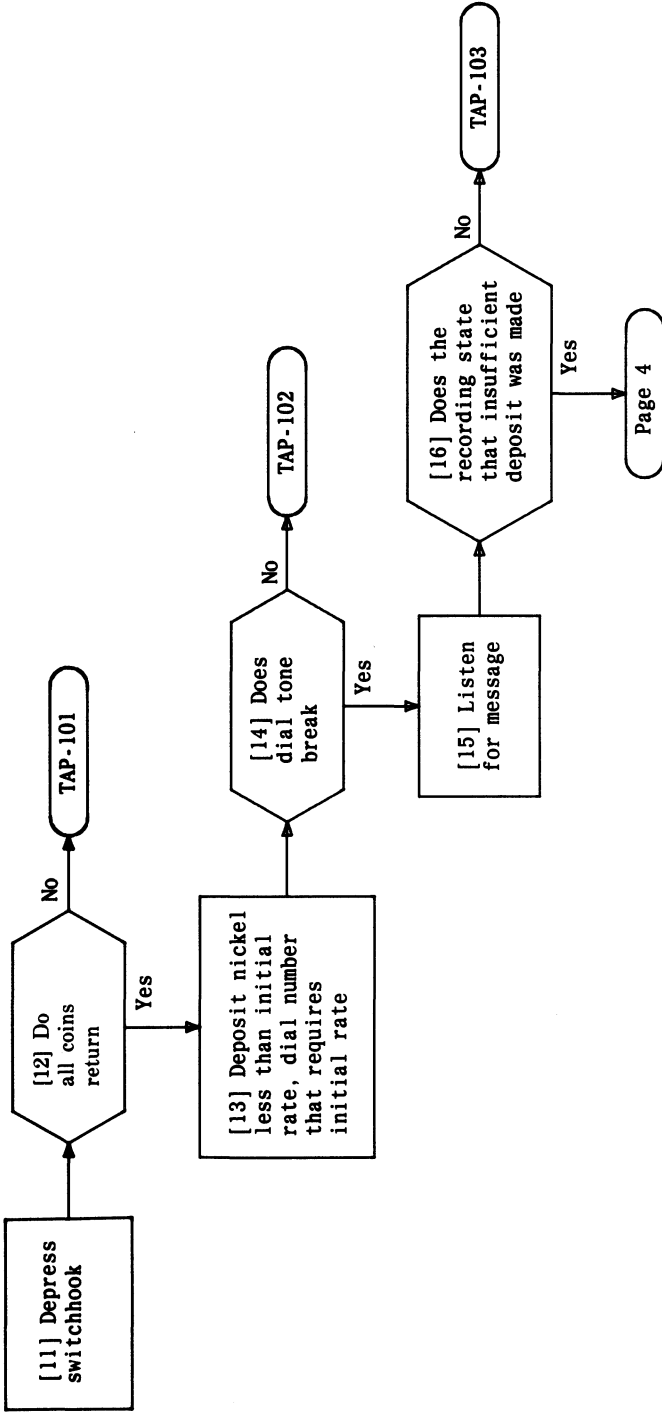 [11] Depress
switchhook
[12] Do
all coins
return
No
TAP-101
Yes
[13] Deposit nickel
less than initial
rate, dial number
that requires
initial rate
[14] Does
dial tone
break
No
TAP-102
Yes
[15] Listen
for message
[16] Does the
recording state
that insufficient
deposit was made
No
TAP-103
Yes
Page 4